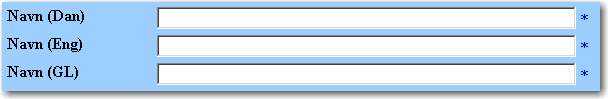 Navn (Dan) *
Navn (Eng) *
Navn (GL) *